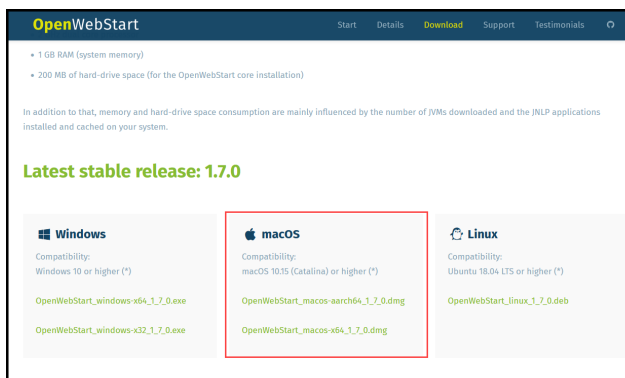 OpenWebStart
Start Details Download Support Testimonials
• 1 GB RAM (system memory)
• 200 MB of hard-drive space (for the OpenWebStart core installation)
In addition to that, memory and hard-drive space consumption are mainly influenced by the number of JVMs downloaded and the JNLP applications
installed and cached on your system.
Latest stable release: 1.7.0
Windows
Compatibility:
Windows 10 or higher (*)
OpenWebStart_windows-x64_1_7_0.exe
OpenWebStart_windows-x32_1_7_0.exe
macOS
Compatibility:
macOS 10.15 (Catalina) or higher (*)
OpenWebStart_macos-aarch64_1_7_0.dmg
OpenWebStart_macos-x64_1_7_0.dmg
Linux
Compatibility:
Ubuntu 18.04 LTS or higher (*)
OpenWebStart_linux_1_7_0.deb